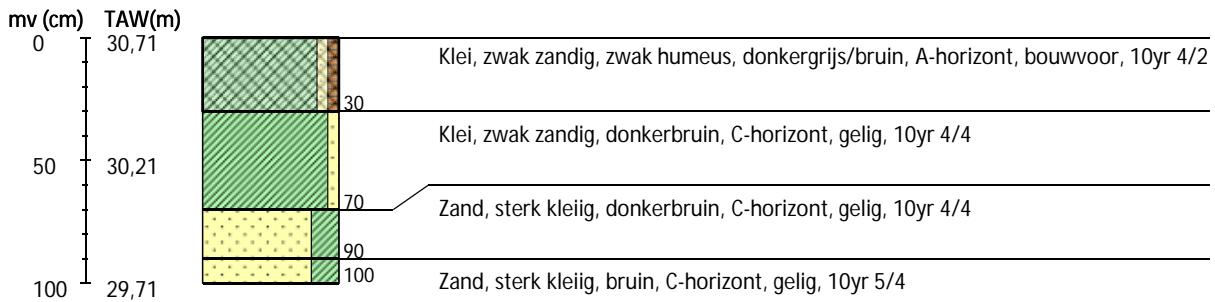 mv (cm) TAW(m)
0 30,71
Klei, zwak zandig, zwak humeus, donkergrijs/bruin, A-horizont, bouwvoor, 10yr 4/2
30
Klei, zwak zandig, donkerbruin, C-horizont, gelig, 10yr 4/4
50 30,21
70
Zand, sterk kleiig, donkerbruin, C-horizont, gelig, 10yr 4/4
90
100
Zand, sterk kleiig, bruin, C-horizont, gelig, 10yr 5/4
100 29,71